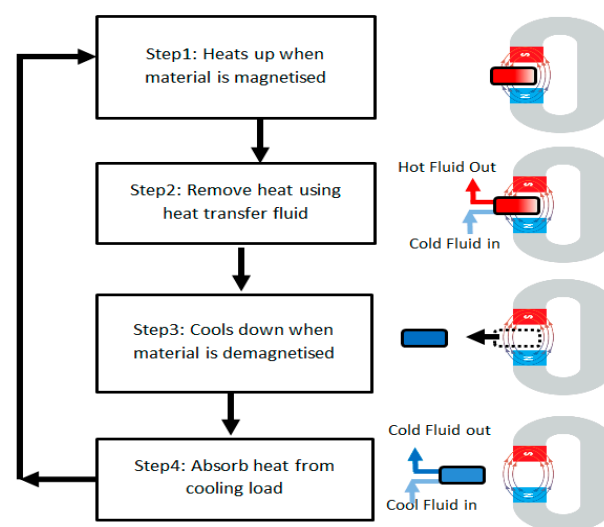 Step1: Heats up when
material is magnetised
S
N
Step2: Remove heat using
heat transfer fluid
Hot Fluid Out
Cold Fluid in
S
N
Step3: Cools down when
material is demagnetised
S
N
Step4: Absorb heat from
cooling load
Cold Fluid out
Cool Fluid in
S
N